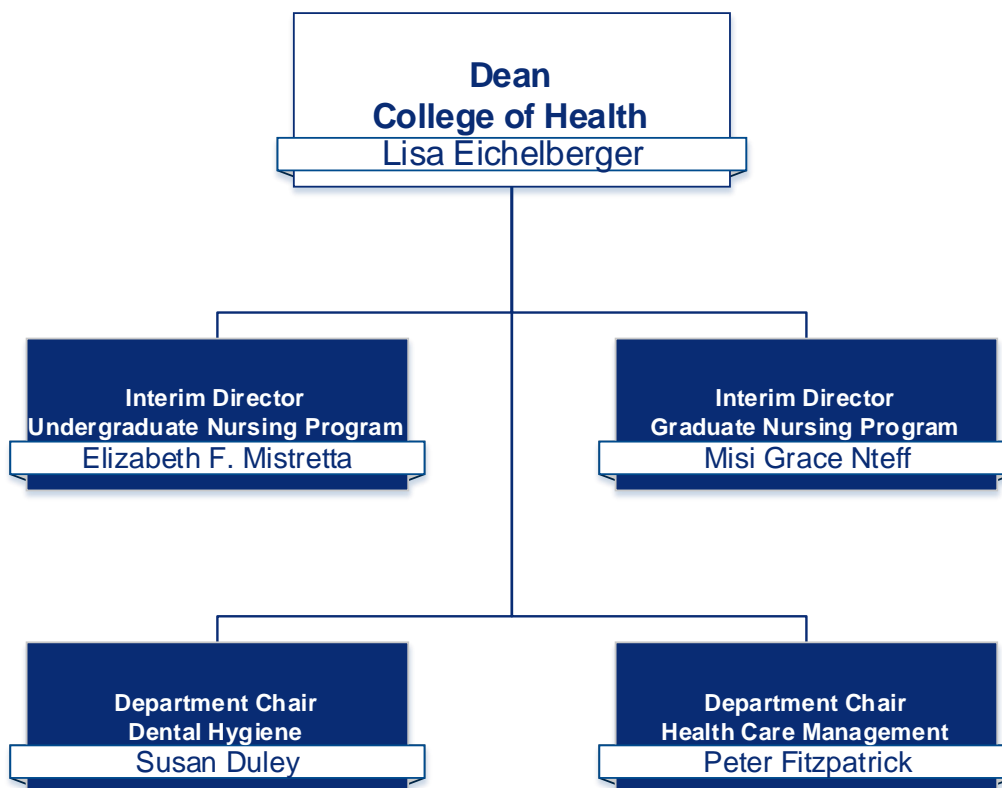 Dean
College of Health
Lisa Eichelberger
Interim Director
Undergraduate Nursing Program
Elizabeth F. Mistretta
Interim Director
Graduate Nursing Program
Misi Grace Nteff
Department Chair
Dental Hygiene
Susan Duley
Department Chair
Health Care Management
Peter Fitzpatrick